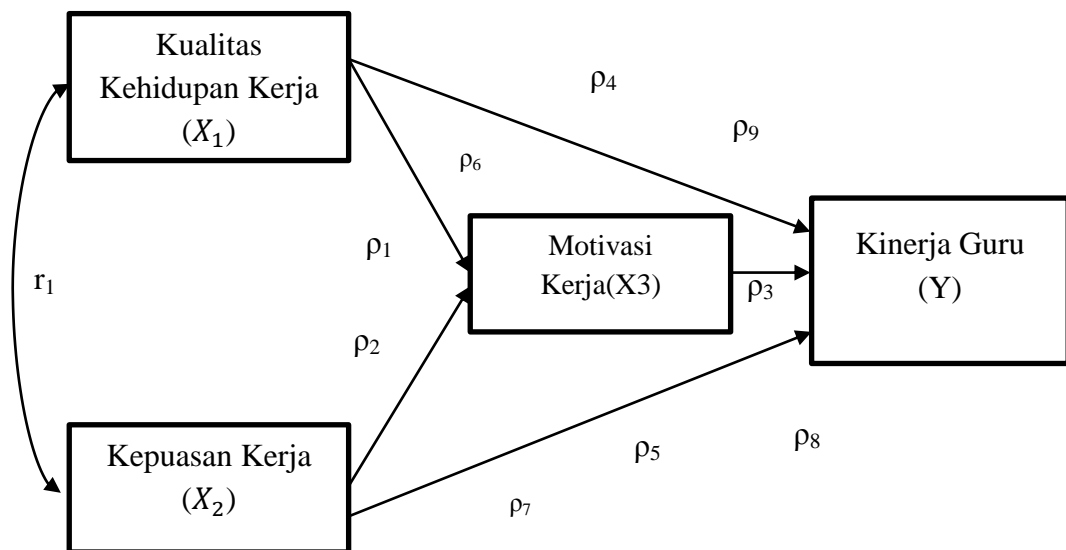 Kualitas
Kehidupan Kerja
(X₁)
ρ₄
ρ₉
ρ₆
Motivasi
Kerja(X3)
Kinerja Guru
(Y)
ρ₁
r₁
ρ₃
ρ₂
Kepuasan Kerja
(X₂)
ρ₅
ρ₈
ρ₇